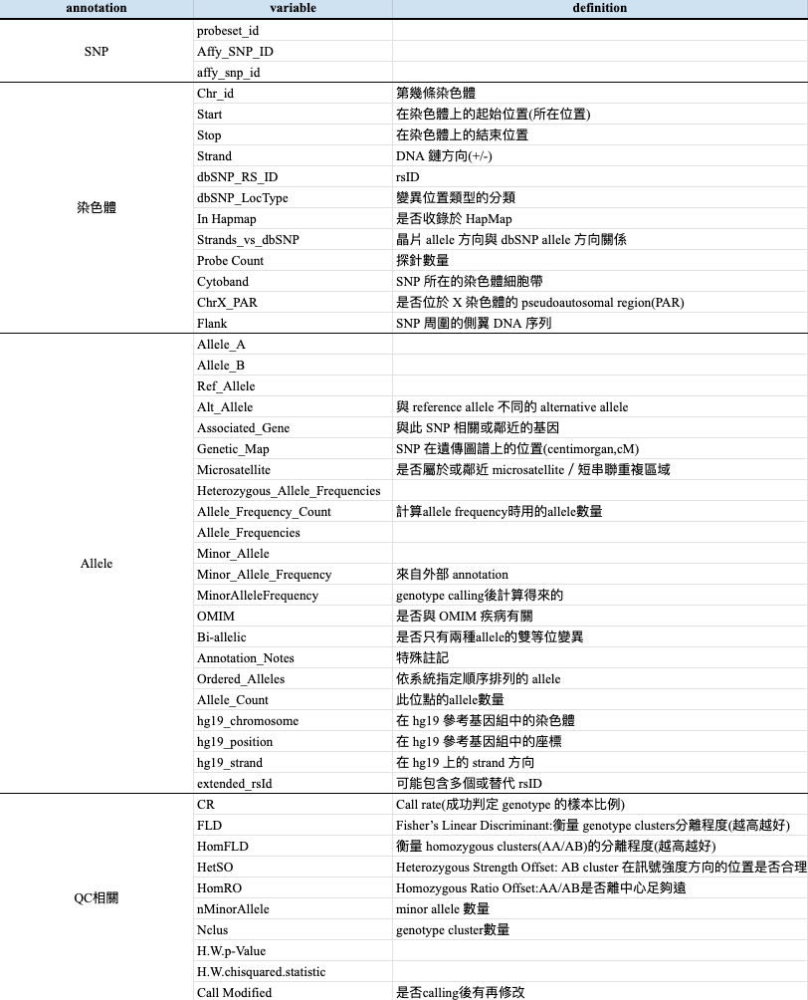 annotation variable definition
SNP
probeset_id
Affy_SNP_ID
affy_snp_id
染色體
Chr_id 第幾條染色體
Start 在染色體上的起始位置(所在位置)
Stop 在染色體上的結束位置
Strand DNA 鏈方向(+/-)
dbSNP_RS_ID rsID
dbSNP_LocType 變異位置類型的分類
In Hapmap 是否收錄於 HapMap
Strands_vs_dbSNP 晶片 allele 方向與 dbSNP allele 方向關係
Probe Count 探針數量
Cytoband SNP 所在的染色體細胞帶
ChrX_PAR 是否位於 X 染色體的 pseudoautosomal region(PAR)
Flank SNP 周圍的側翼 DNA 序列
Allele
Allele_A
Allele_B
Ref_Allele
Alt_Allele 與 reference allele 不同的 alternative allele
Associated_Gene 與此 SNP 相關或鄰近的基因
Genetic_Map SNP 在遺傳圖譜上的位置(centimorgan,cM)
Microsatellite 是否屬於或鄰近 microsatellite／短串聯重複區域
Heterozygous_Allele_Frequencies
Allele_Frequency_Count 計算allele frequency時用的allele數量
Allele_Frequencies
Minor_Allele
Minor_Allele_Frequency 來自外部 annotation
MinorAlleleFrequency genotype calling後計算得來的
OMIM 是否與 OMIM 疾病有關
Bi-allelic 是否只有兩種allele的雙等位變異
Annotation_Notes 特殊註記
Ordered_Alleles 依系統指定順序排列的 allele
Allele_Count 此位點的allele數量
hg19_chromosome 在 hg19 參考基因組中的染色體
hg19_position 在 hg19 參考基因組中的座標
hg19_strand 在 hg19 上的 strand 方向
extended_rsId 可能包含多個或替代 rsID
QC相關
CR Call rate(成功判定 genotype 的樣本比例)
FLD Fisher’s Linear Discriminant:衡量 genotype clusters分離程度(越高越好)
HomFLD 衡量 homozygous clusters(AA/AB)的分離程度(越高越好)
HetSO Heterozygous Strength Offset: AB cluster 在訊號強度方向的位置是否合理
HomRO Homozygous Ratio Offset:AA/AB是否離中心足夠遠
nMinorAllele minor allele 數量
Nclus genotype cluster數量
H.W.p-Value
H.W.chisquared.statistic
Call Modified 是否calling後有再修改